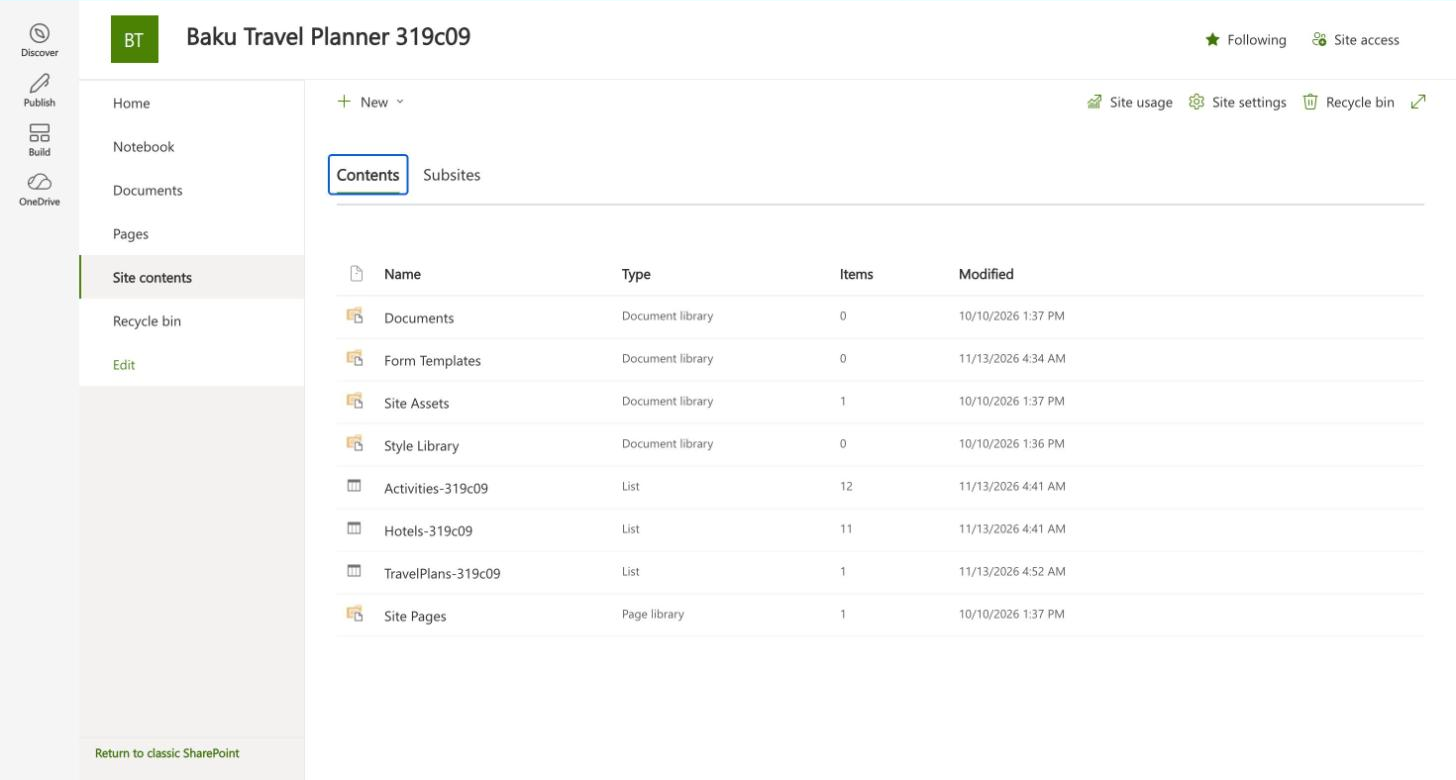 BT
Baku Travel Planner 319c09
Following
Site access
Discover
Publish
Build
OneDrive
Home
Notebook
Documents
Pages
Site contents
Recycle bin
Edit
Return to classic SharePoint
New
Site usage
Site settings
Recycle bin
Contents
Subsites
Name Type Items Modified
Documents Document library 0 10/10/2026 1:37 PM
Form Templates Document library 0 11/13/2026 4:34 AM
Site Assets Document library 1 10/10/2026 1:37 PM
Style Library Document library 0 10/10/2026 1:36 PM
Activities-319c09 List 12 11/13/2026 4:41 AM
Hotels-319c09 List 11 11/13/2026 4:41 AM
TravelPlans-319c09 List 1 11/13/2026 4:52 AM
Site Pages Page library 1 10/10/2026 1:37 PM